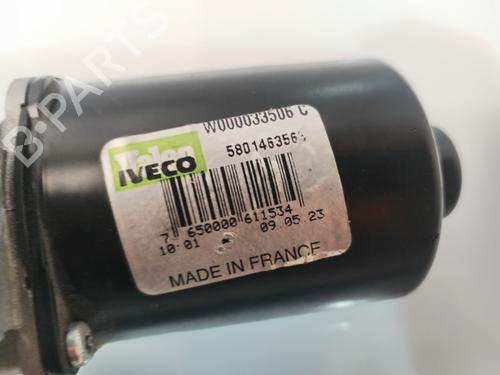 B-PARTS
W000033506 C
Valeo
IVECO
580146356
7 650000 611534
10:01 09.05.23
MADE IN FRANCE